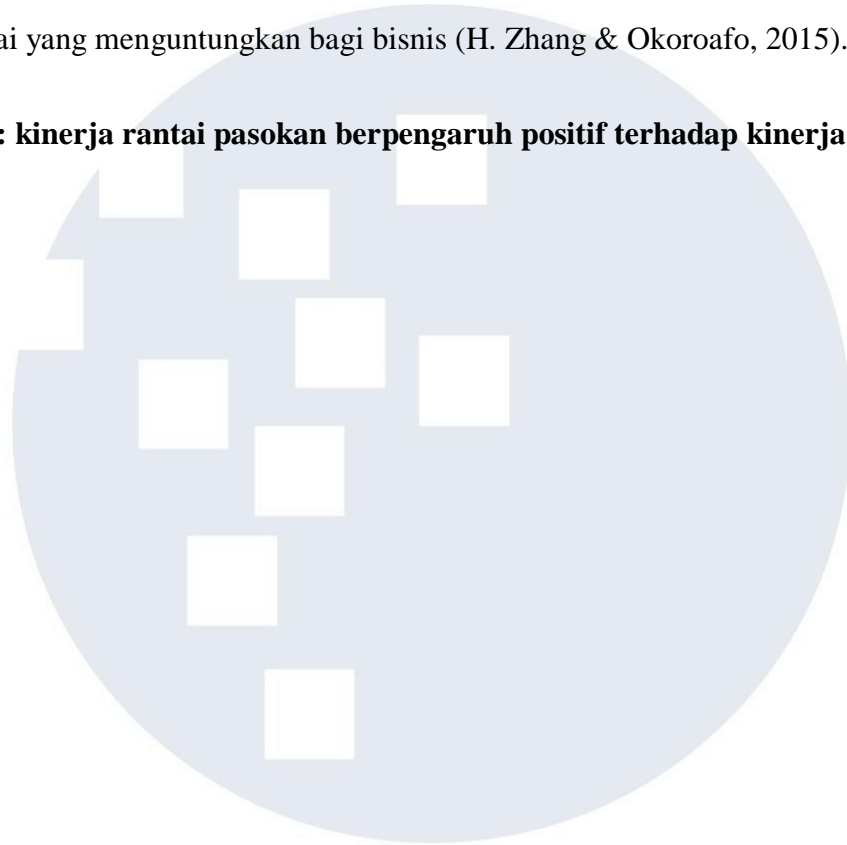 ai yang menguntungkan bagi bisnis (H. Zhang & Okoroafo, 2015).
: kinerja rantai pasokan berpengaruh positif terhadap kinerja